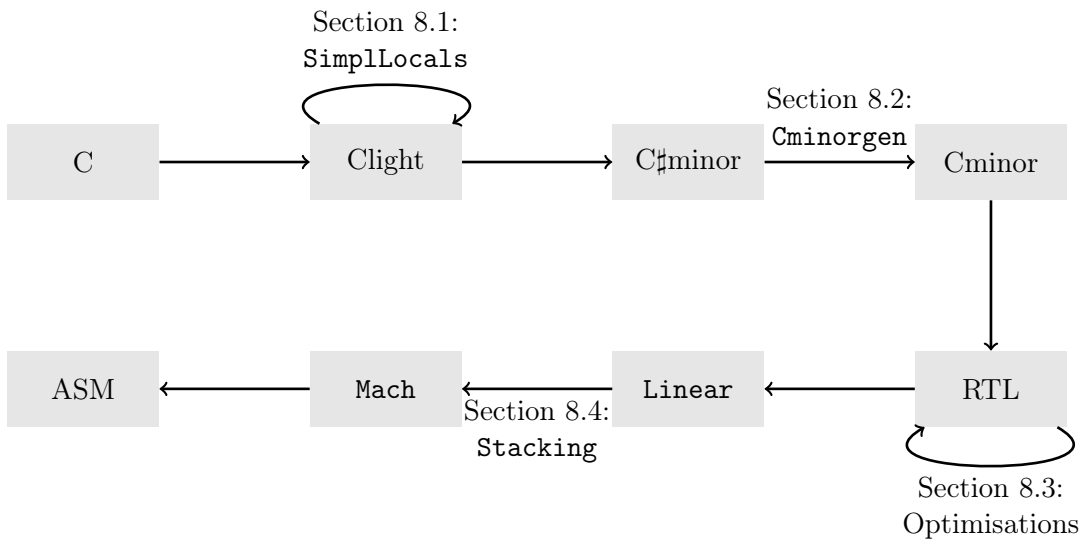 Section 8.1:
SimplLocals
Section 8.2:
Cminorgen
C
Clight
C♯minor
Cminor
ASM
Mach
Linear
RTL
Section 8.4:
Stacking
Section 8.3:
Optimisations